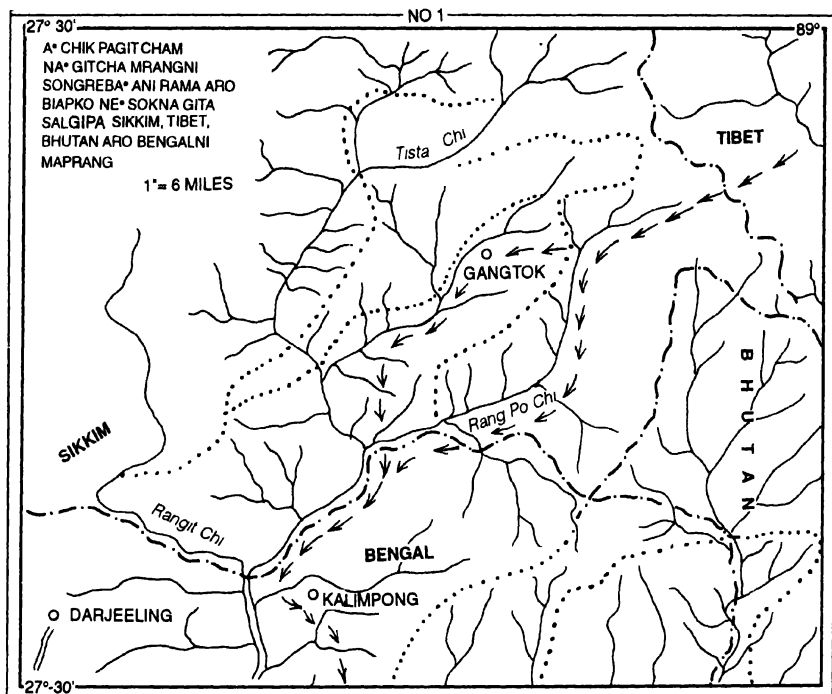 NO 1
27° 30'
89°
A• CHIK PAGITCHAM
NA• GITCHA MRANGNI
SONGREBA• ANI RAMA ARO
BIAPKO NE• SOKNA GITA
SALGIPA SIKKIM, TIBET,
BHUTAN ARO BENGALNI
MAPRANG
1"= 6 MILES
Tista Chi
TIBET
GANGTOK
BHUTAN
Rang Po Chi
SIKKIM
Rangit Chi
BENGAL
KALIMPONG
DARJEELING
27°-30'